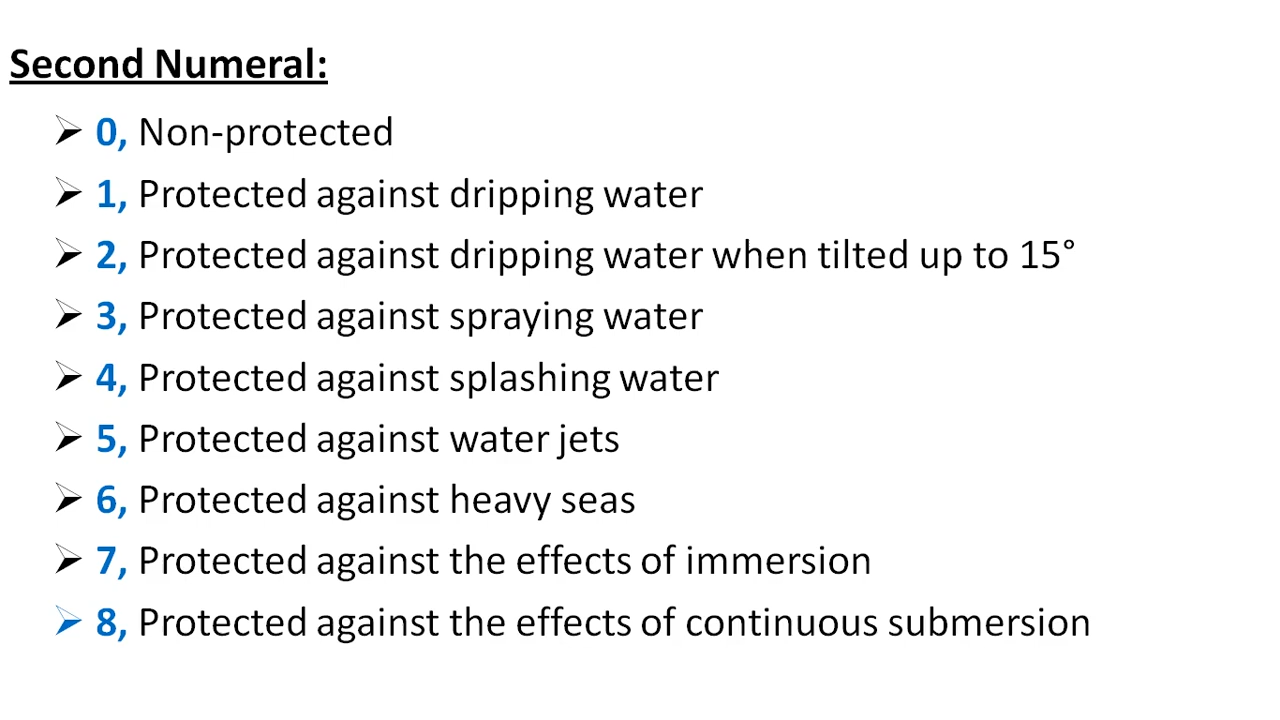 Second Numeral:
➢ 0, Non-protected
➢ 1, Protected against dripping water
➢ 2, Protected against dripping water when tilted up to 15°
➢ 3, Protected against spraying water
➢ 4, Protected against splashing water
➢ 5, Protected against water jets
➢ 6, Protected against heavy seas
➢ 7, Protected against the effects of immersion
➢ 8, Protected against the effects of continuous submersion